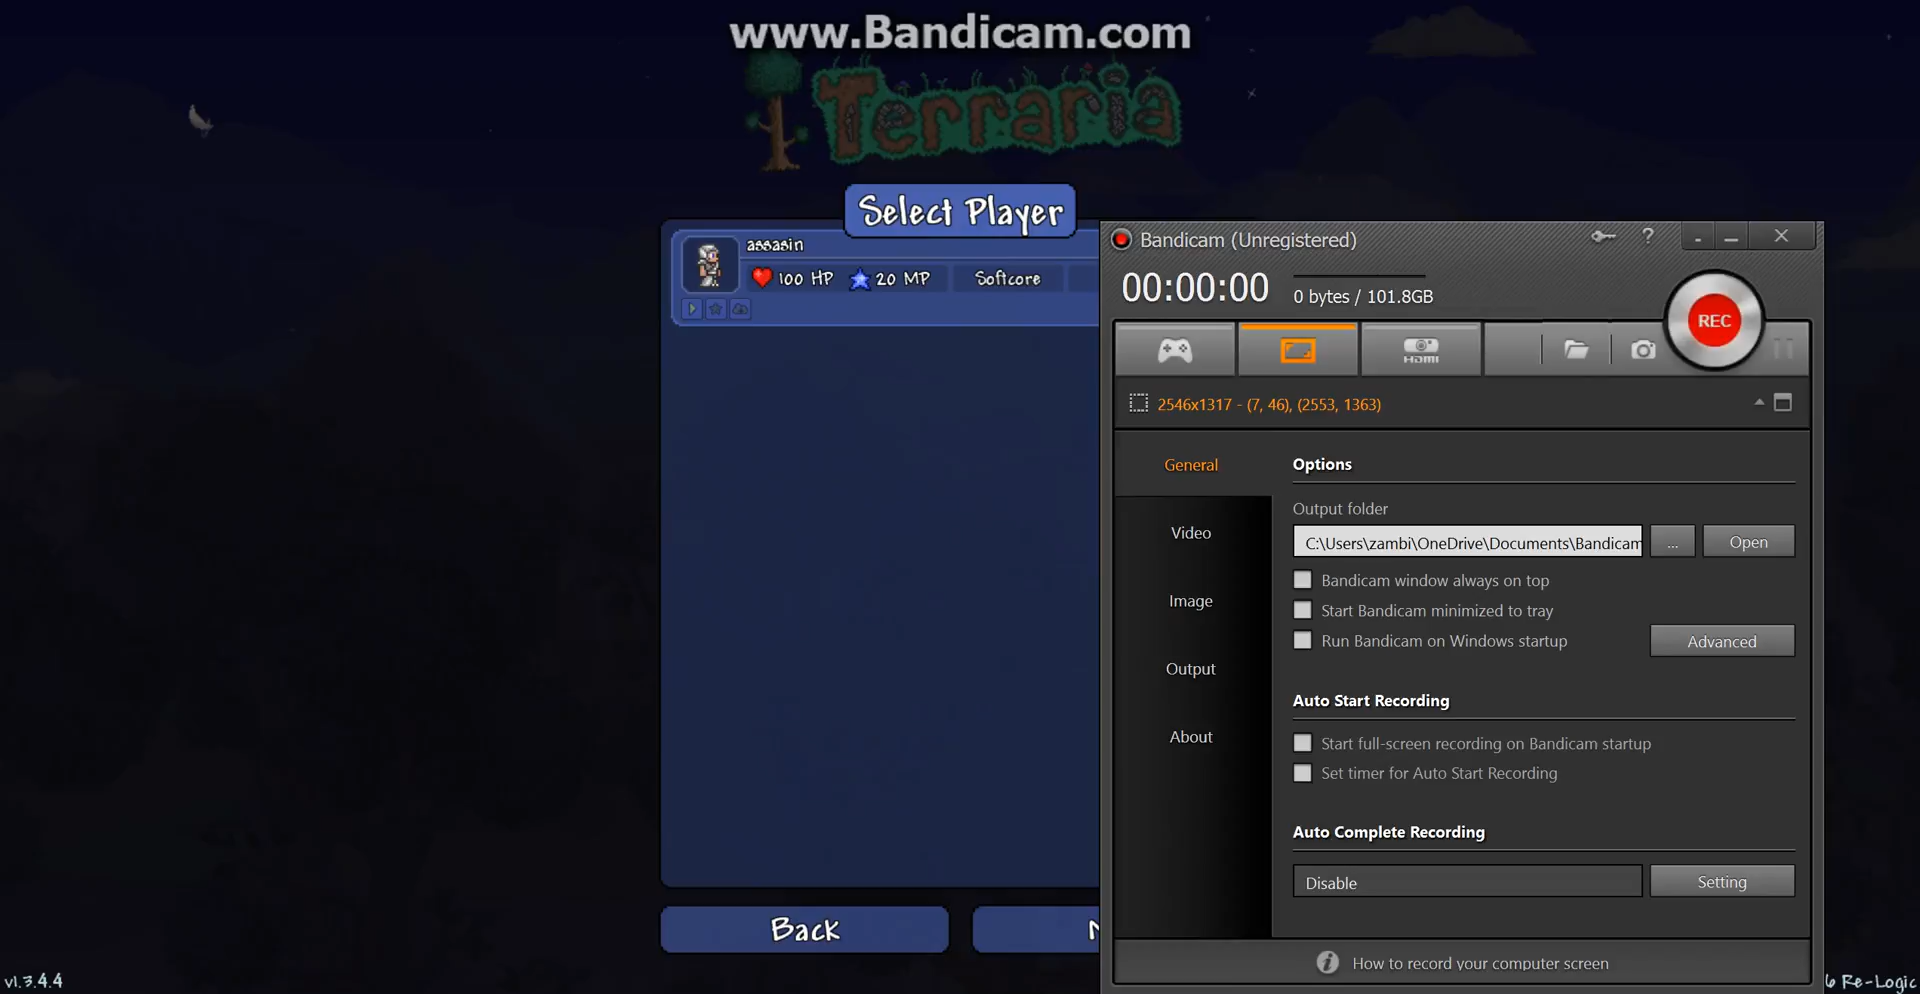 www.Bandicam.com
Terraria
Select Player
assasin
100 HP
20 MP
Softcore
Back
v1.3.4.4
Bandicam (Unregistered)
?
00:00:00
0 bytes / 101.8GB
REC
HDMI
2546x1317 - (7, 46), (2553, 1363)
General
Video
Image
Output
About
Options
Output folder
C:\Users\zambi\OneDrive\Documents\Bandicam
...
Open
Bandicam window always on top
Start Bandicam minimized to tray
Run Bandicam on Windows startup
Advanced
Auto Start Recording
Start full-screen recording on Bandicam startup
Set timer for Auto Start Recording
Auto Complete Recording
Disable
Setting
How to record your computer screen
6 Re-Logic